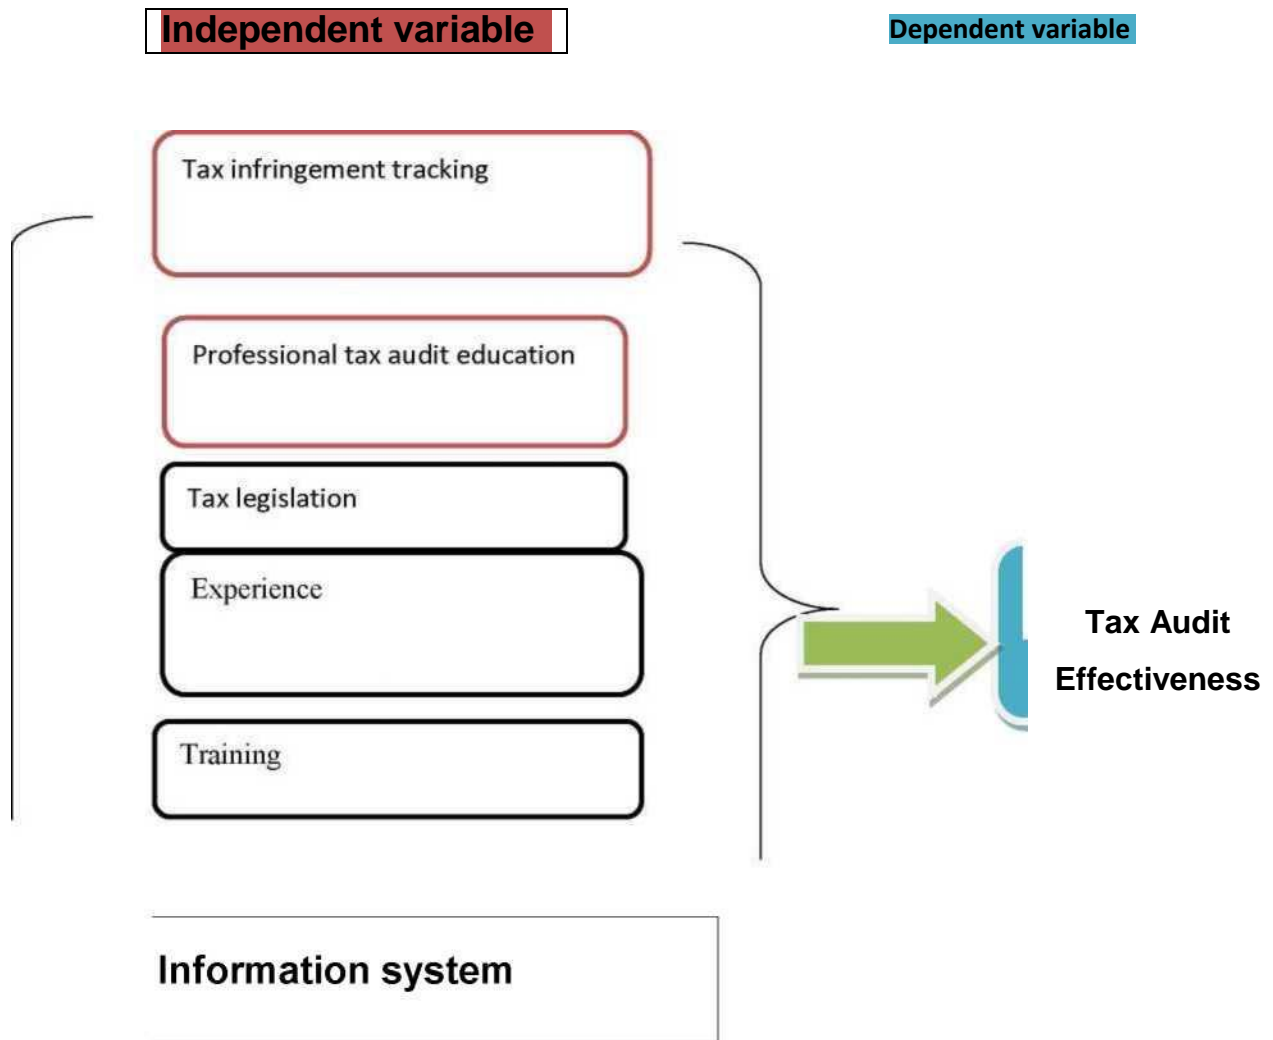 Independent variable
Dependent variable
Tax infringement tracking
Professional tax audit education
Tax legislation
Experience
Training
Tax Audit
Effectiveness
Information system